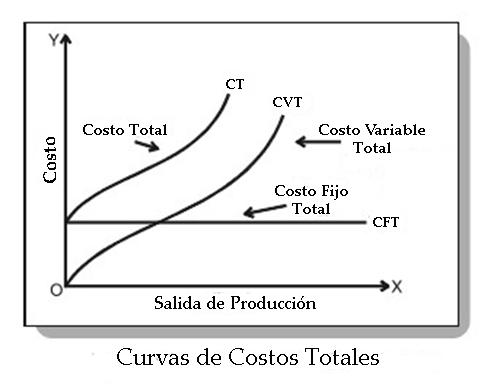 Y
CT
CVT
Costo Total
Costo Variable
Total
Costo
Costo Fijo
Total
CFT
O
X
Salida de Producción
Curvas de Costos Totales